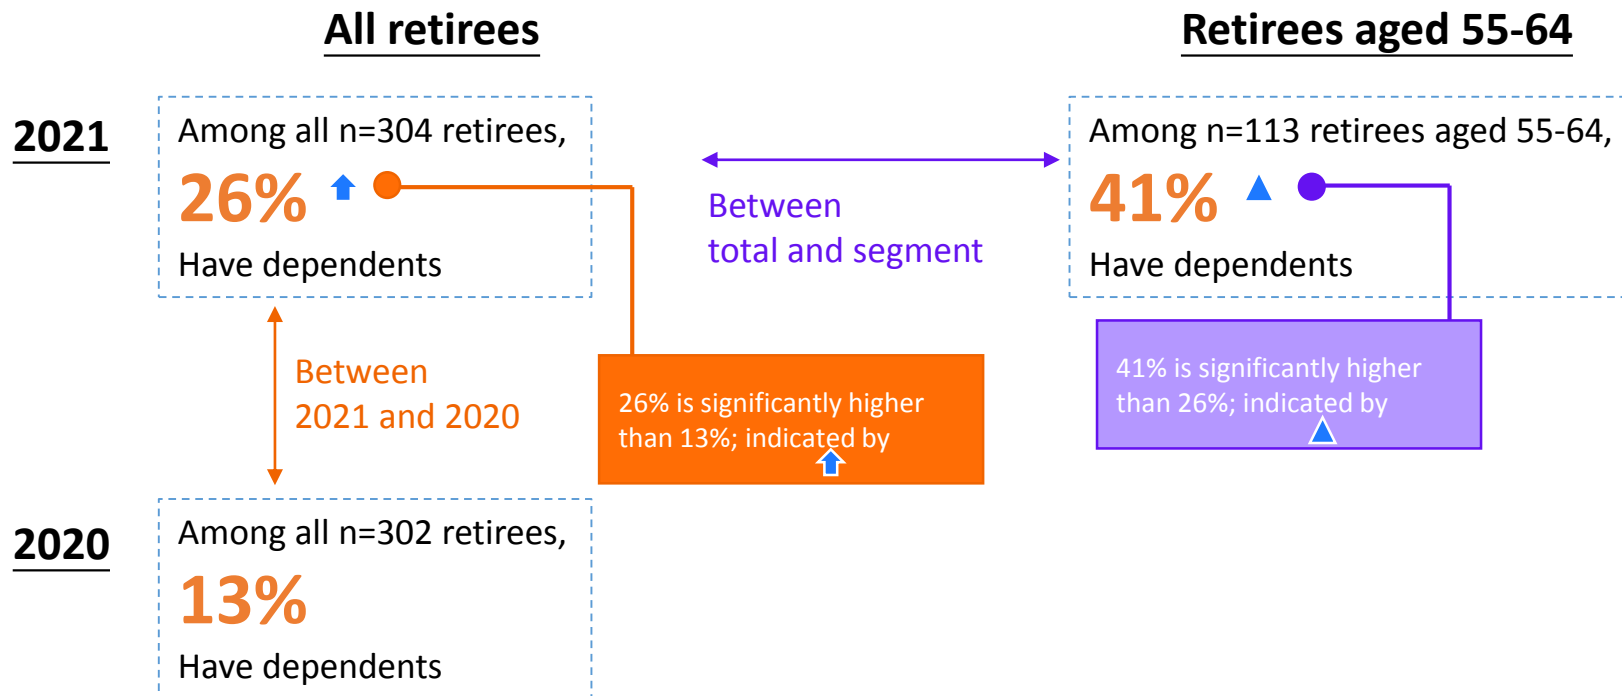 All retirees
Retirees aged 55-64
2021
Among all n=304 retirees,
26%
Have dependents
Between
total and segment
Among n=113 retirees aged 55-64,
41%
Have dependents
Between
2021 and 2020
26% is significantly higher
than 13%; indicated by
41% is significantly higher
than 26%; indicated by
2020
Among all n=302 retirees,
13%
Have dependents